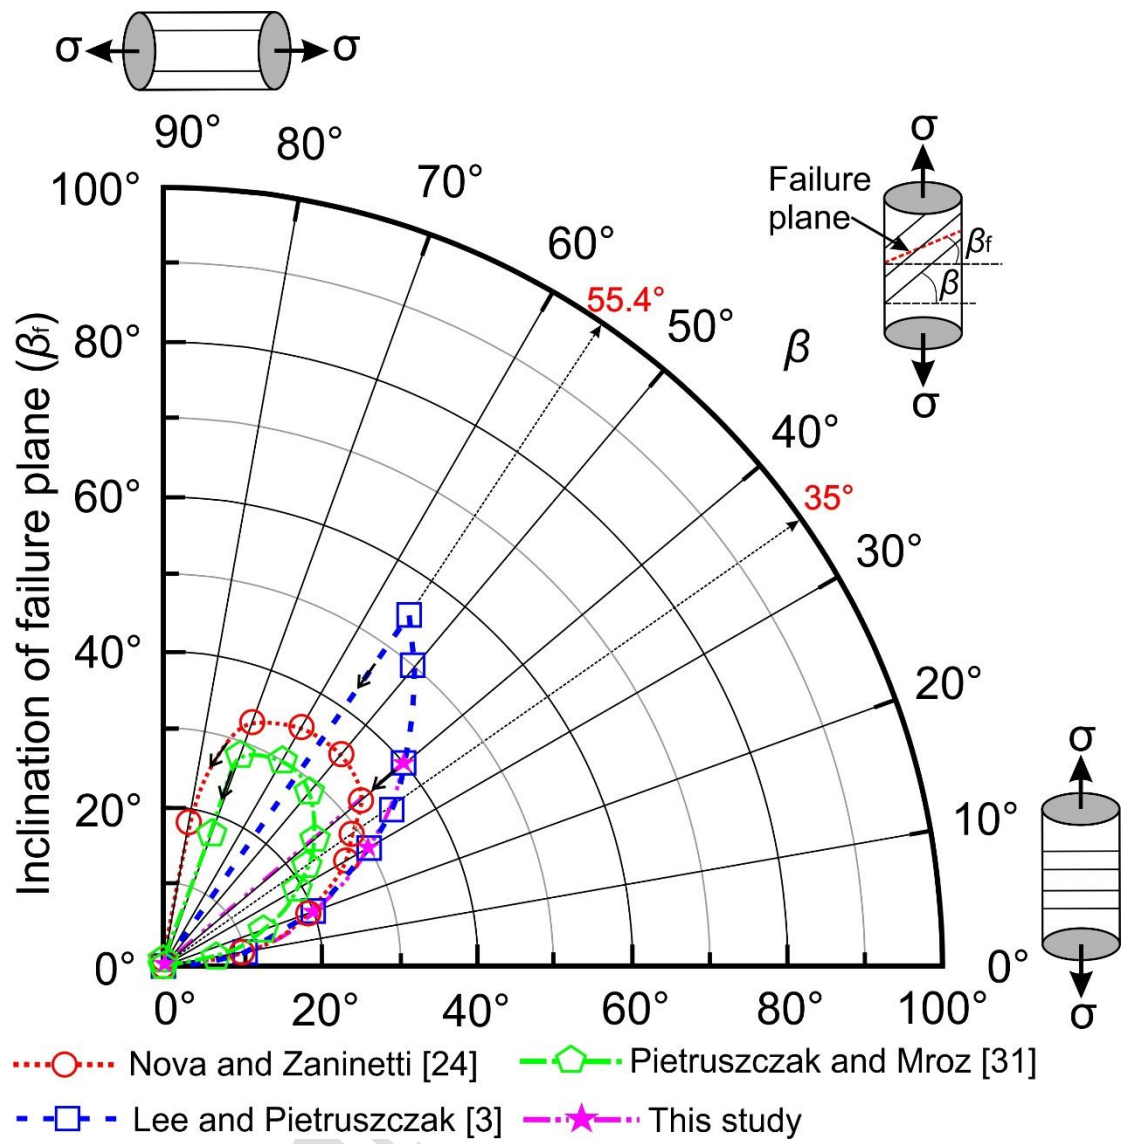 σ σ
90°
80°
70°
60°
55.4°
50°
β
40°
35°
30°
20°
10°
0°
σ
Failure
plane
βf
β
σ
σ
σ
Inclination of failure plane (βf)
100°
80°
60°
40°
20°
0°
0° 20° 40° 60° 80° 100°
Nova and Zaninetti [24]
Pietruszczak and Mroz [31]
Lee and Pietruszczak [3]
This study